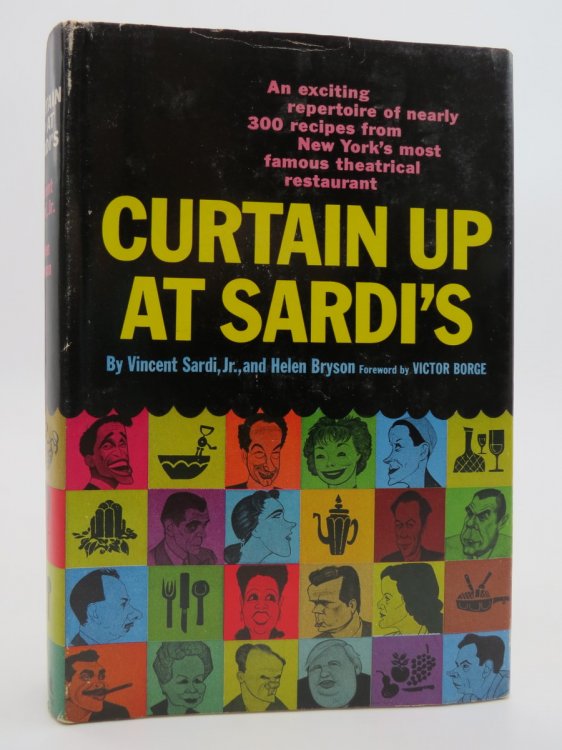 An exciting
repertoire of nearly
300 recipes from
New York's most
famous theatrical
restaurant
CURTAIN UP
AT SARDI'S
By Vincent Sardi, Jr., and Helen Bryson Foreword by VICTOR BORGE